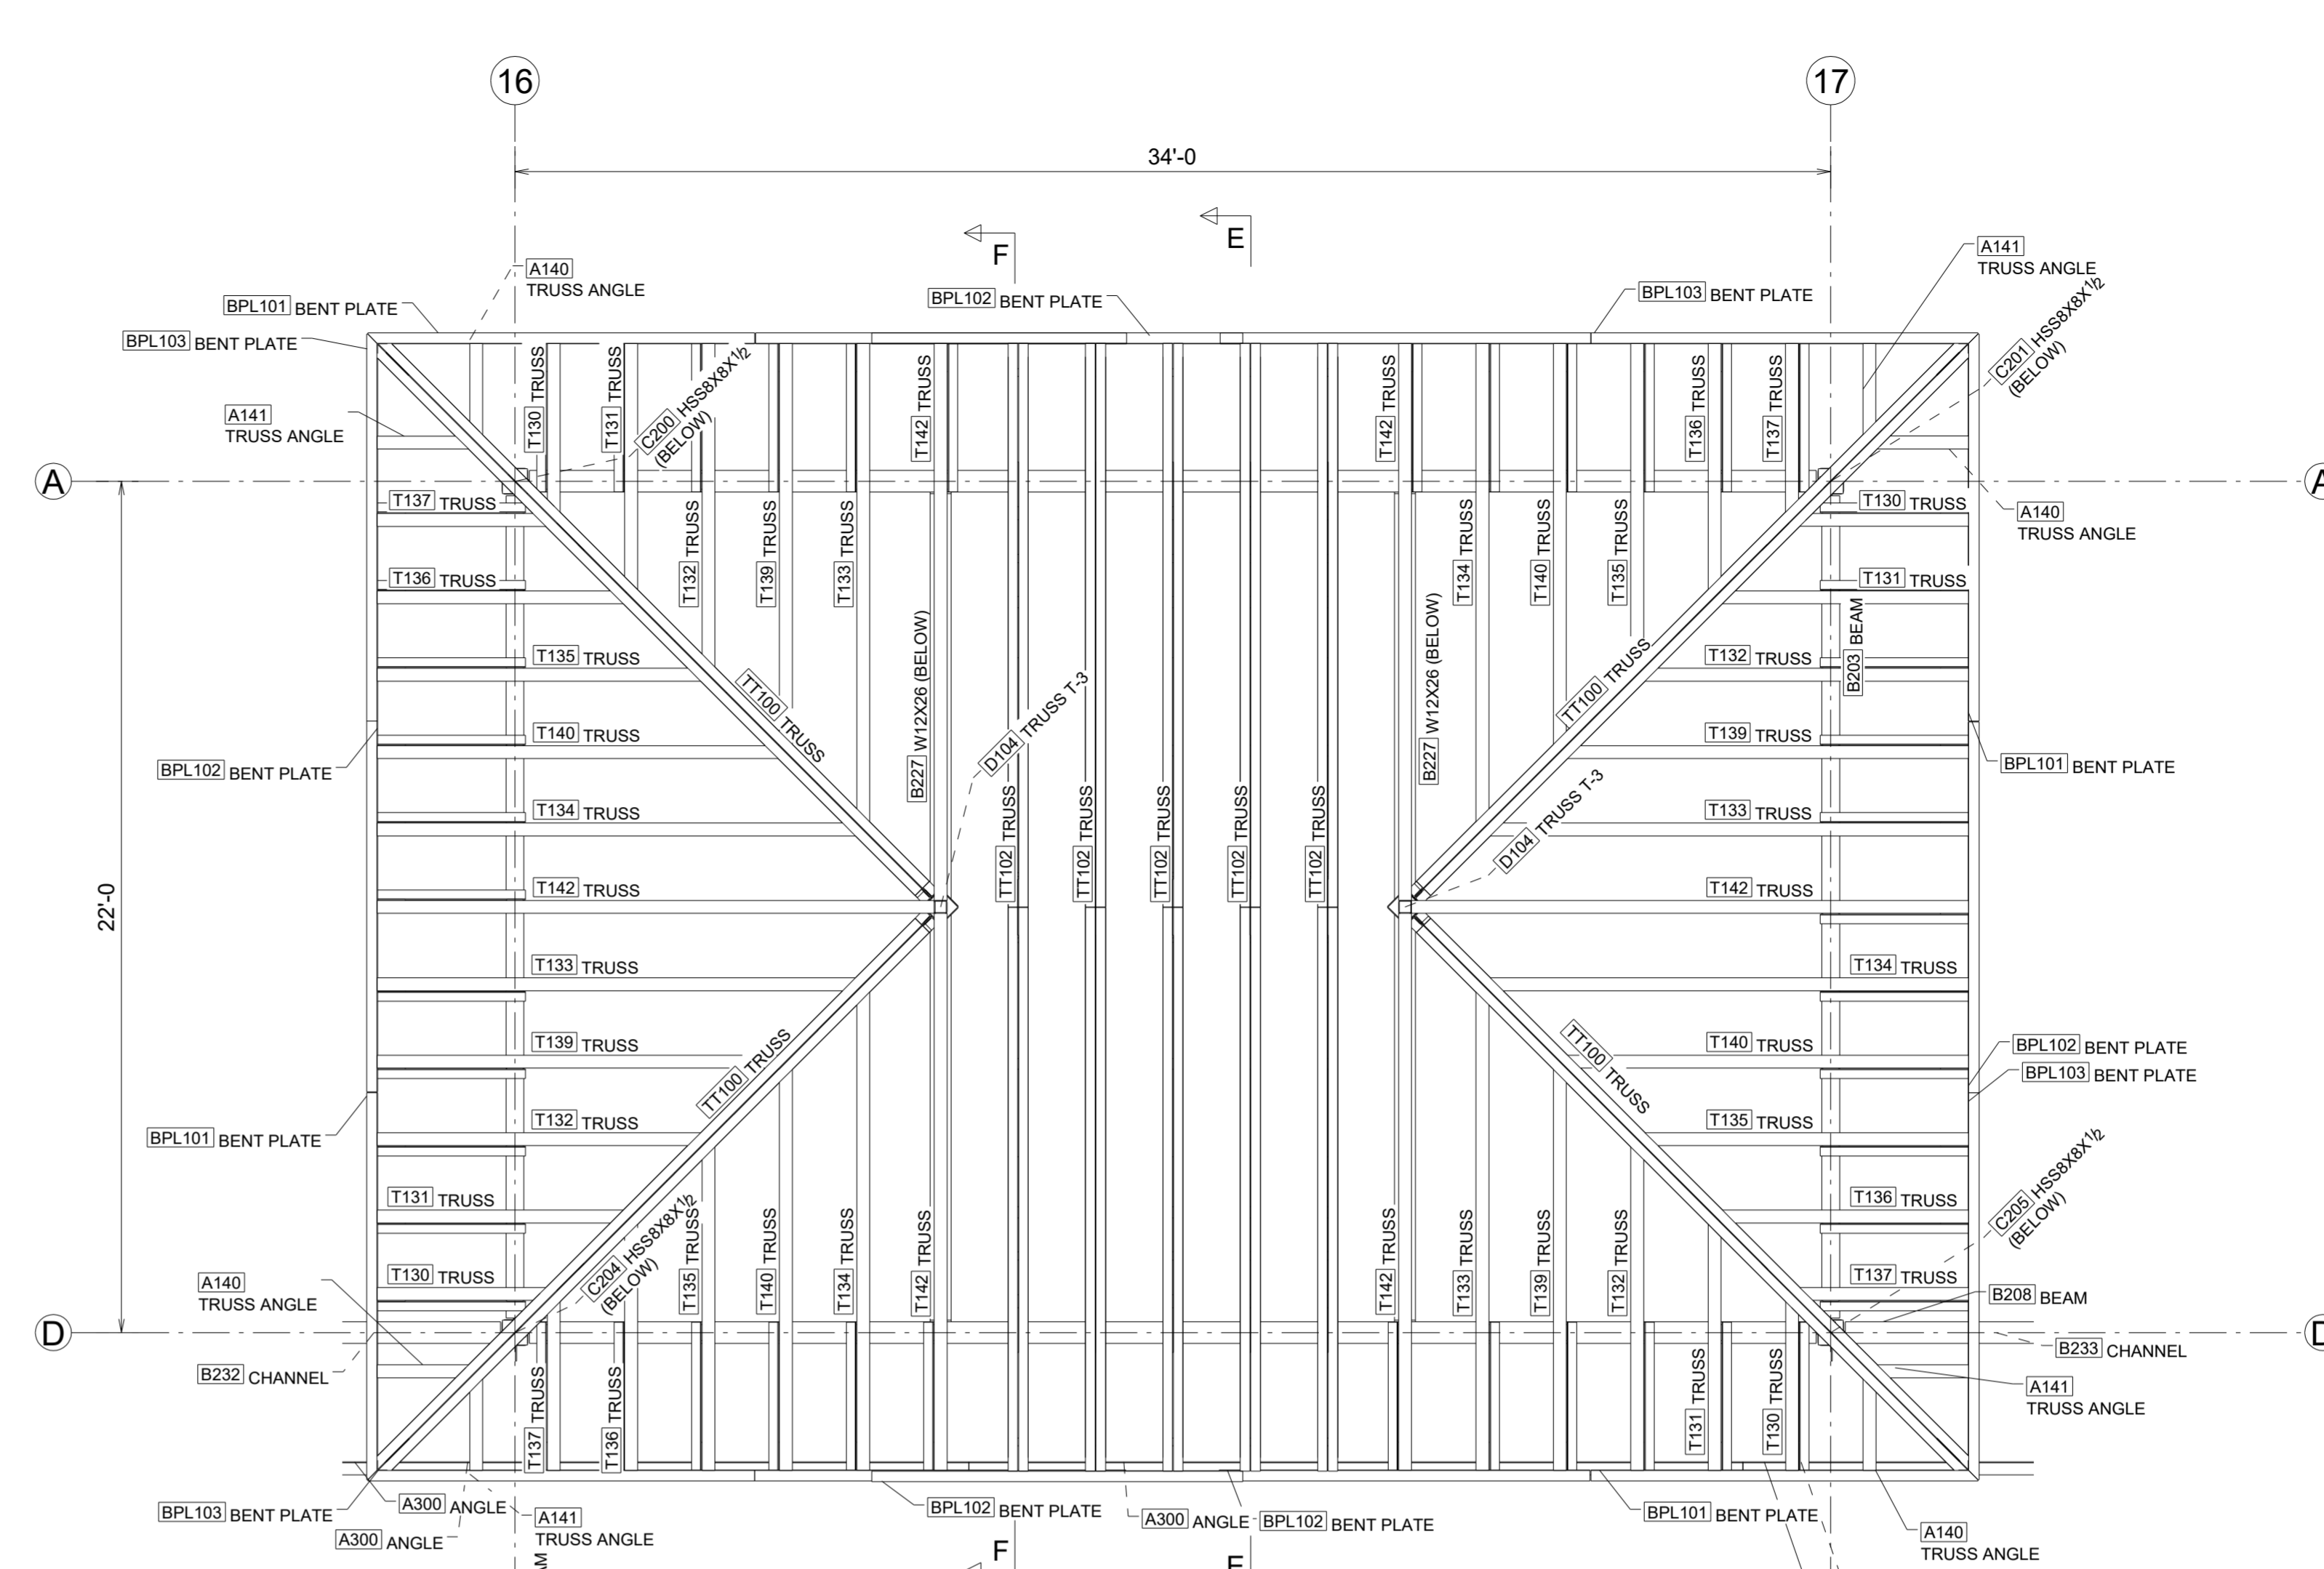 16
17
34'-0
F
E
A141
TRUSS ANGLE
A140
TRUSS ANGLE
BPL101 BENT PLATE
BPL102 BENT PLATE
BPL103 BENT PLATE
BPL103 BENT PLATE
C201 HSS8X8X1/2
(BELOW)
T130 TRUSS
T131 TRUSS
C200 HSS8X8X1/2
(BELOW)
T142 TRUSS
T142 TRUSS
T136 TRUSS
T137 TRUSS
A141
TRUSS ANGLE
A
A
T137 TRUSS
T130 TRUSS
A140
TRUSS ANGLE
T132 TRUSS
T139 TRUSS
T133 TRUSS
T134 TRUSS
T140 TRUSS
T135 TRUSS
T136 TRUSS
T131 TRUSS
B227 W12X26 (BELOW)
B227 W12X26 (BELOW)
B203 BEAM
T135 TRUSS
T132 TRUSS
TT100 TRUSS
D104 TRUSS T-3
TT100 TRUSS
T140 TRUSS
T139 TRUSS
BPL102 BENT PLATE
BPL101 BENT PLATE
D104 TRUSS T-3
T134 TRUSS
T133 TRUSS
TT102 TRUSS
TT102 TRUSS
TT102 TRUSS
TT102 TRUSS
TT102 TRUSS
22'-0
T142 TRUSS
T142 TRUSS
T133 TRUSS
T134 TRUSS
T139 TRUSS
TT100 TRUSS
TT100 TRUSS
T140 TRUSS
BPL102 BENT PLATE
BPL103 BENT PLATE
T132 TRUSS
T135 TRUSS
BPL101 BENT PLATE
T131 TRUSS
T136 TRUSS
C204 HSS8X8X1/2
(BELOW)
C205 HSS8X8X1/2
(BELOW)
T135 TRUSS
T140 TRUSS
T134 TRUSS
T142 TRUSS
T142 TRUSS
T133 TRUSS
T139 TRUSS
T132 TRUSS
T130 TRUSS
T137 TRUSS
A140
TRUSS ANGLE
B208 BEAM
D
B233 CHANNEL
B232 CHANNEL
T137 TRUSS
T136 TRUSS
T131 TRUSS
T130 TRUSS
A141
TRUSS ANGLE
BPL103 BENT PLATE
A300 ANGLE
A300 ANGLE
A141
TRUSS ANGLE
BPL102 BENT PLATE
A300 ANGLE
BPL102 BENT PLATE
BPL101 BENT PLATE
A140
TRUSS ANGLE
F
E